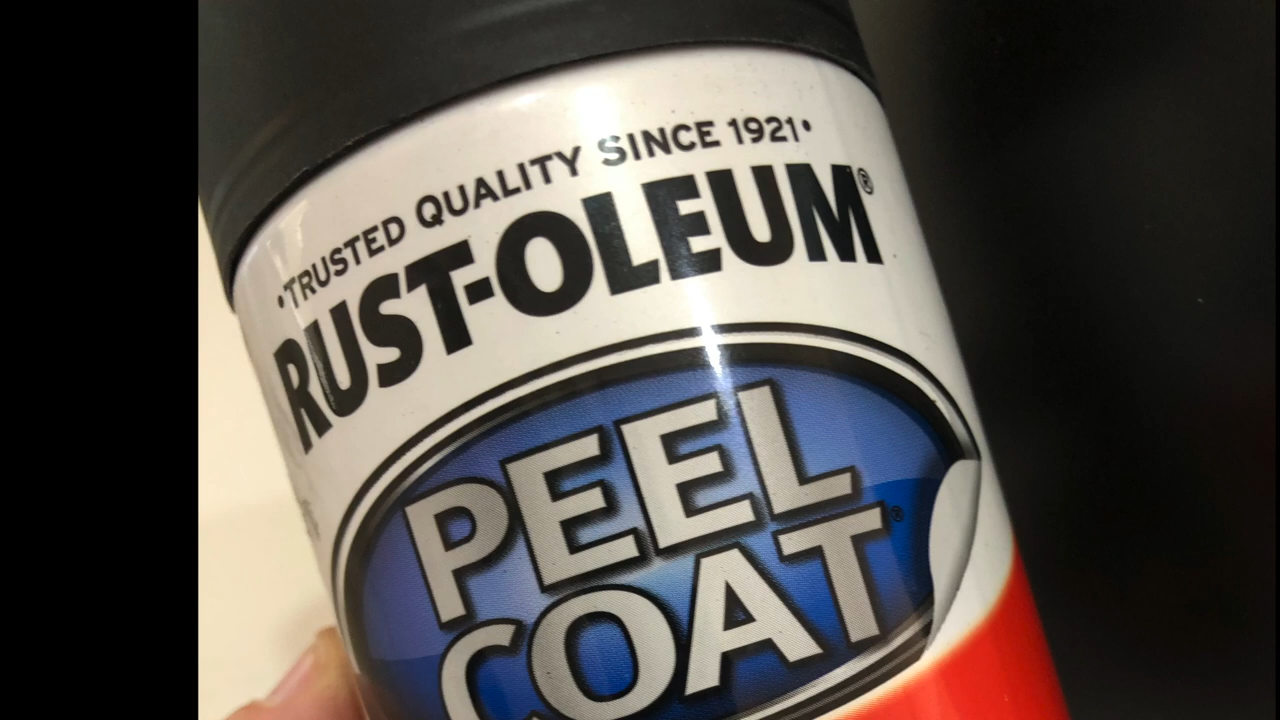 •TRUSTED QUALITY SINCE 1921•
RUST-OLEUM®
PEEL
COAT®